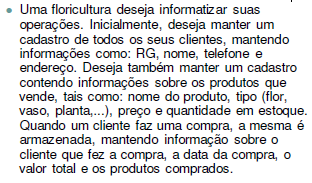 • Uma floricultura deseja informatizar suas
operações. Inicialmente, deseja manter um
cadastro de todos os seus clientes, mantendo
informações como: RG, nome, telefone e
endereço. Deseja também manter um cadastro
contendo informações sobre os produtos que
vende, tais como: nome do produto, tipo (flor,
vaso, planta,...), preço e quantidade em estoque.
Quando um cliente faz uma compra, a mesma é
armazenada, mantendo informação sobre o
cliente que fez a compra, a data da compra, o
valor total e os produtos comprados.